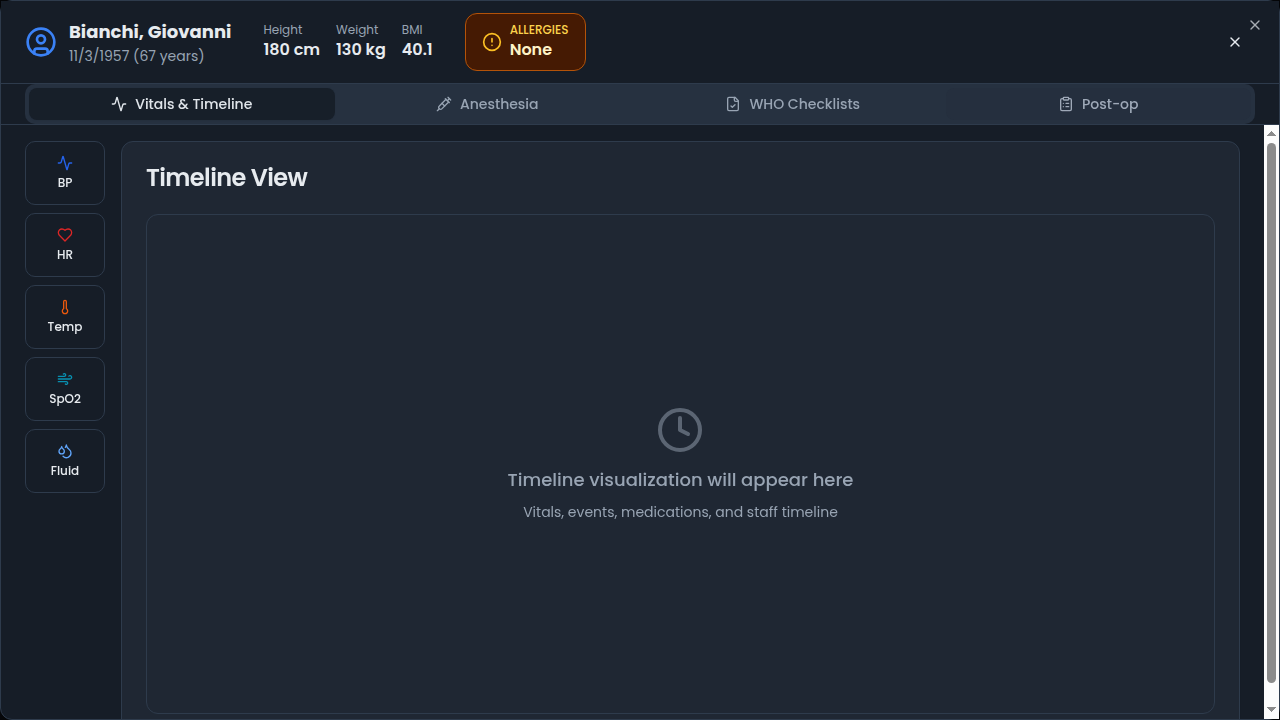 Bianchi, Giovanni
11/3/1957 (67 years)
Height
180 cm
Weight
130 kg
BMI
40.1
ALLERGIES
None
Vitals & Timeline
Anesthesia
WHO Checklists
Post-op
BP
HR
Temp
SpO2
Fluid
Timeline View
Timeline visualization will appear here
Vitals, events, medications, and staff timeline